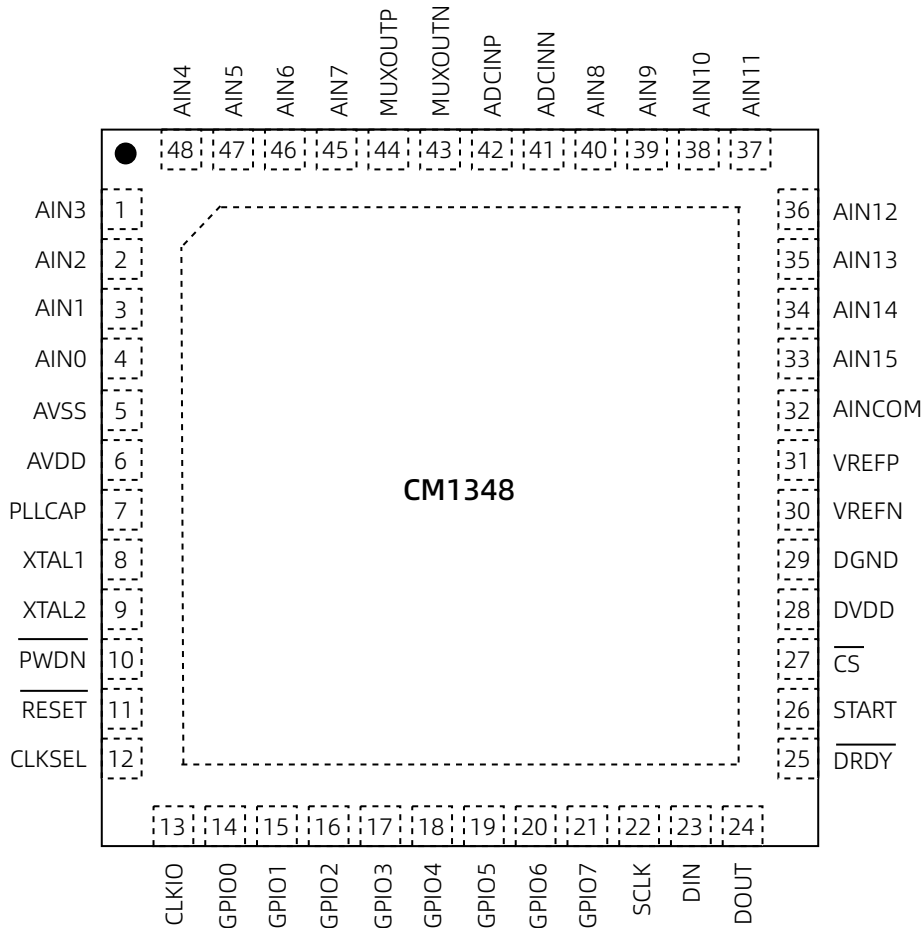 AIN4 AIN5 AIN6 AIN7 MUXOUTP MUXOUTN ADCINP ADCINN AIN8 AIN9 AIN10 AIN11
48 47 46 45 44 43 42 41 40 39 38 37
AIN3 1 36 AIN12
AIN2 2 35 AIN13
AIN1 3 34 AIN14
AIN0 4 33 AIN15
AVSS 5 32 AINCOM
AVDD 6 31 VREFP
CM1348
PLLCAP 7 30 VREFN
XTAL1 8 29 DGND
XTAL2 9 28 DVDD
PWDN 10 27 CS
RESET 11 26 START
CLKSEL 12 25 DRDY
13 14 15 16 17 18 19 20 21 22 23 24
CLKIO GPIO0 GPIO1 GPIO2 GPIO3 GPIO4 GPIO5 GPIO6 GPIO7 SCLK DIN DOUT